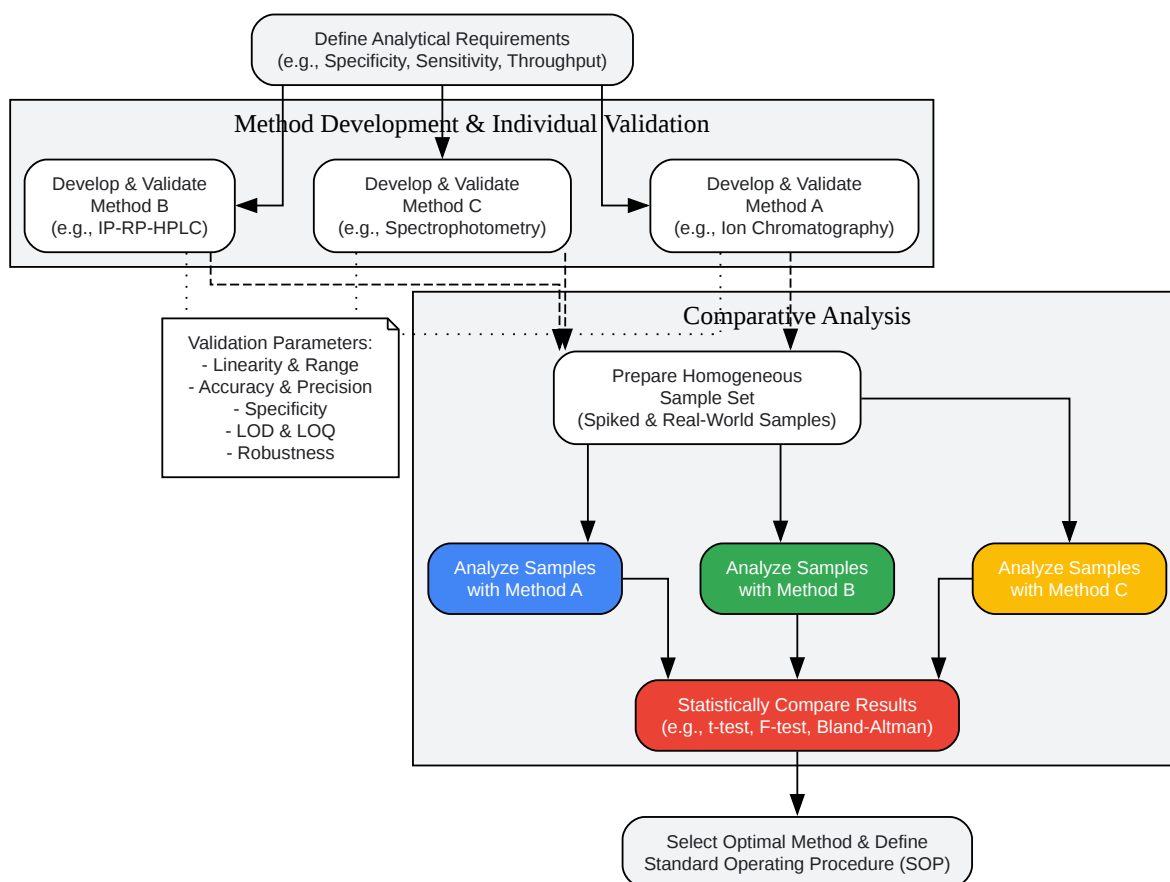 Define Analytical Requirements
(e.g., Specificity, Sensitivity, Throughput)
Method Development & Individual Validation
Develop & Validate
Method B
(e.g., IP-RP-HPLC)
Develop & Validate
Method C
(e.g., Spectrophotometry)
Develop & Validate
Method A
(e.g., Ion Chromatography)
Comparative Analysis
Validation Parameters:
- Linearity & Range
- Accuracy & Precision
- Specificity
- LOD & LOQ
- Robustness
Prepare Homogeneous
Sample Set
(Spiked & Real-World Samples)
Analyze Samples
with Method A
Analyze Samples
with Method B
Analyze Samples
with Method C
Statistically Compare Results
(e.g., t-test, F-test, Bland-Altman)
Select Optimal Method & Define
Standard Operating Procedure (SOP)